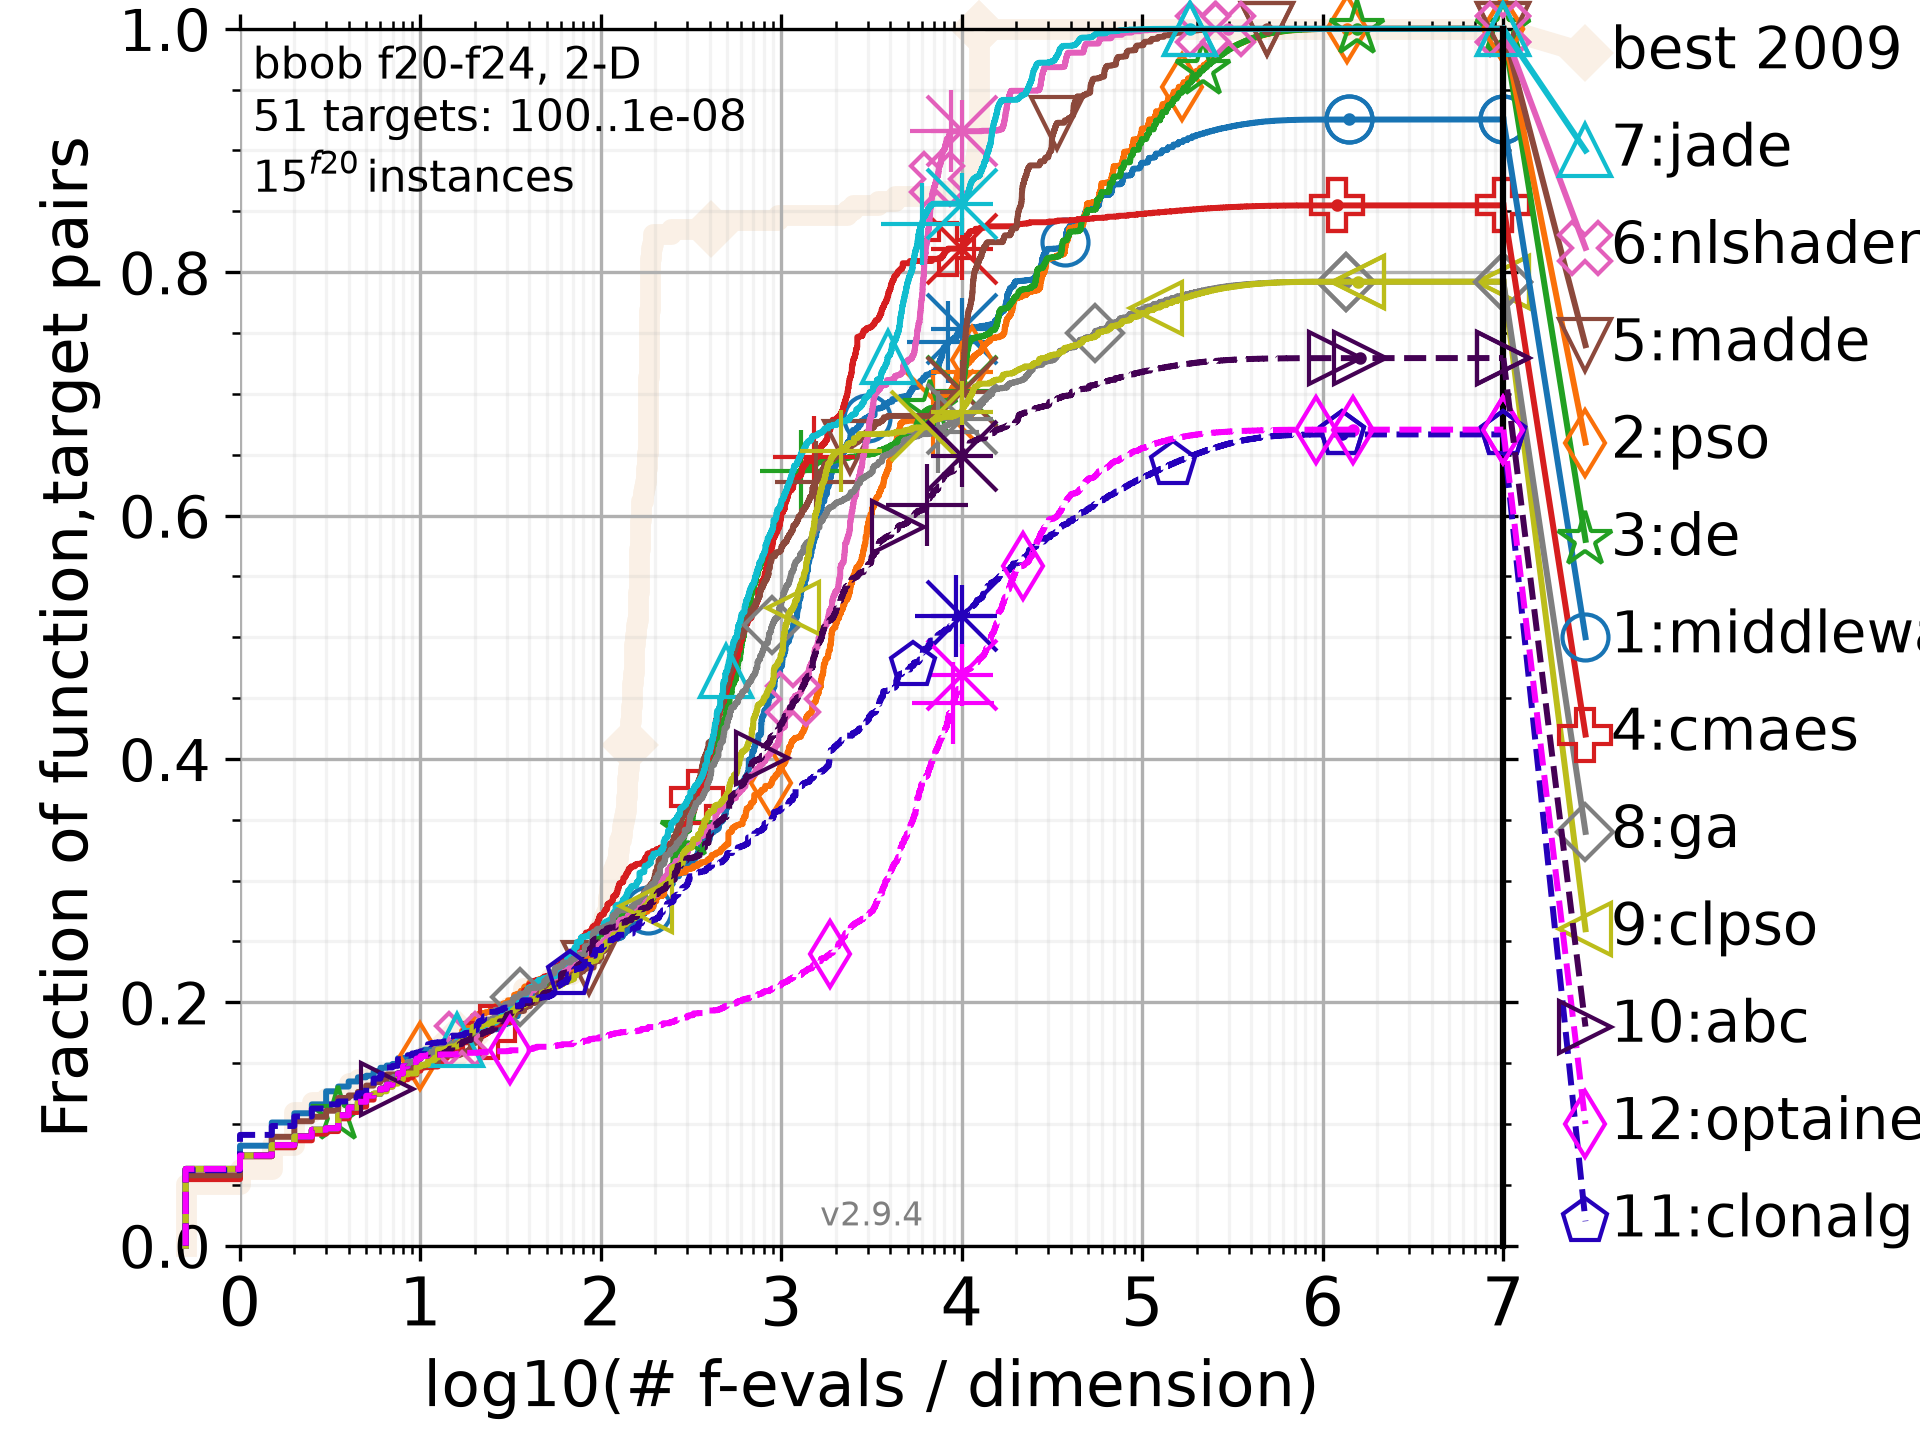 bbob f20-f24, 2-D
51 targets: 100..1e-08
15f20 instances
Fraction of function,target pairs
1.0
0.8
0.6
0.4
0.2
0.0
0 1 2 3 4 5 6 7
log10(# f-evals / dimension)
v2.9.4
best 2009
7:jade
6:nlshader
5:madde
2:pso
3:de
1:middlewa
4:cmaes
8:ga
9:clpso
10:abc
12:optaine
11:clonalg